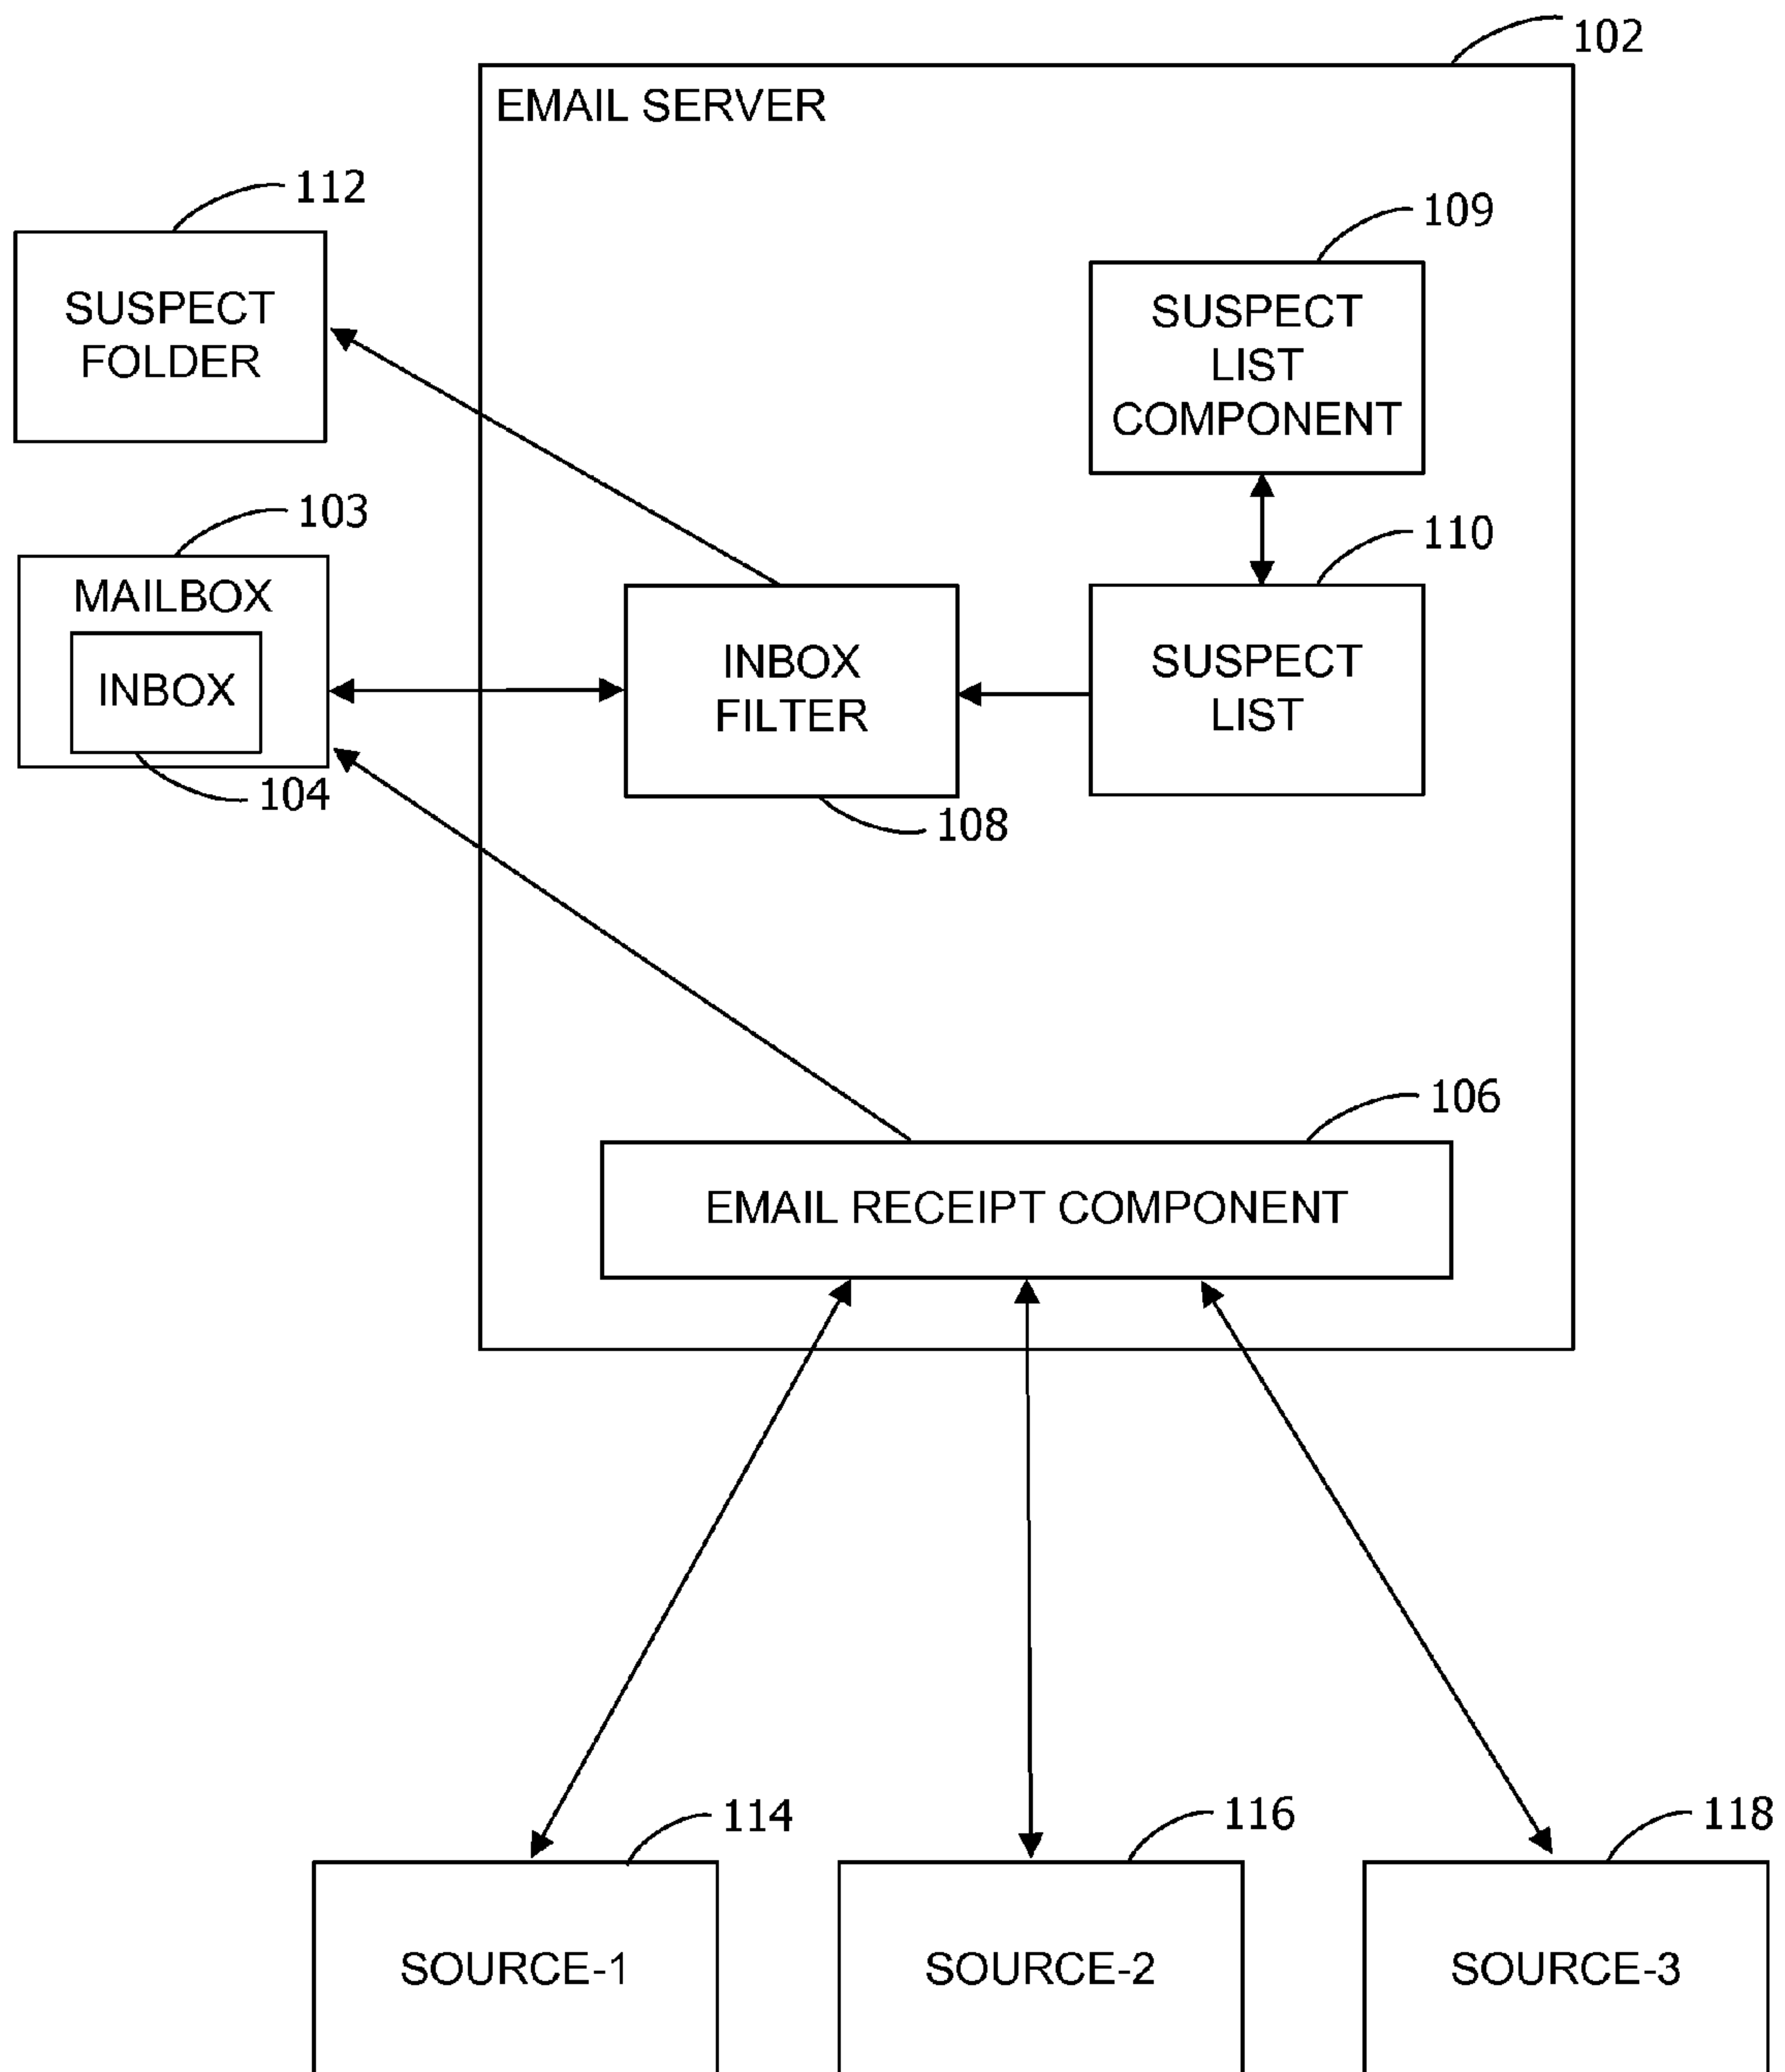 102
EMAIL SERVER
112
109
SUSPECT
FOLDER
SUSPECT
LIST
COMPONENT
103
110
MAILBOX
INBOX
104
INBOX
FILTER
108
SUSPECT
LIST
106
EMAIL RECEIPT COMPONENT
114
116
118
SOURCE-1
SOURCE-2
SOURCE-3